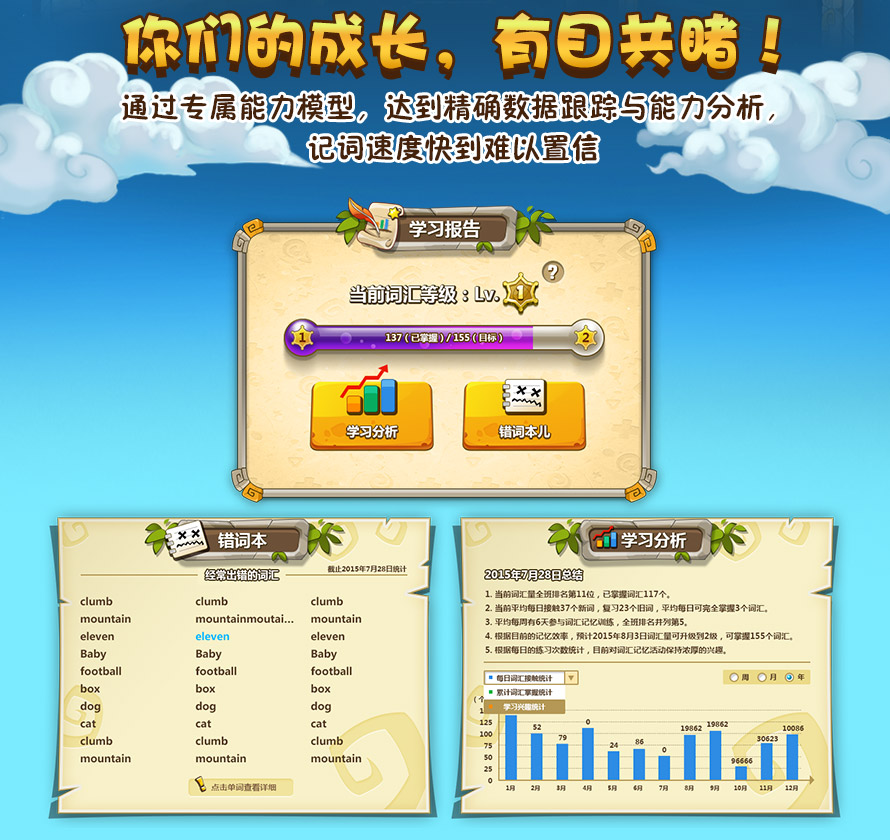 你们的成长，有目共睹！
通过专属能力模型，达到精确数据跟踪与能力分析，
记词速度快到难以置信
学习报告
?
当前词汇等级：Lv. 1
1 137（已掌握）/ 155（目标） 2
学习分析 错词本儿
错词本
经常出错的词汇 截止2015年7月28日统计
clumb clumb clumb
mountain mountainmoutai... mountain
eleven eleven eleven
Baby Baby Baby
football football football
box box box
dog dog dog
cat cat cat
clumb clumb clumb
mountain mountain mountain
点击单词查看详细
学习分析
2015年7月28日总结
1. 当前词汇量全班排名第11位，已掌握词汇117个。
2. 当前平均每日接触37个新词，复习23个旧词，平均每日可完全掌握3个词汇。
3. 平均每周有6天参与词汇记忆训练，全班排名并列第5。
4. 根据目前的记忆效率，预计2015年8月3日词汇量可升级到2级，可掌握155个词汇。
5. 根据每日的练习次数统计，目前对词汇记忆活动保持浓厚的兴趣。
每日词汇接触统计 周 月 年
累计词汇掌握统计
学习兴趣统计
125
100
75
50
25
0
52 79 0 24 86 0 19862 19862 96666 30623 10086
1月 2月 3月 4月 5月 6月 7月 8月 9月 10月 11月 12月